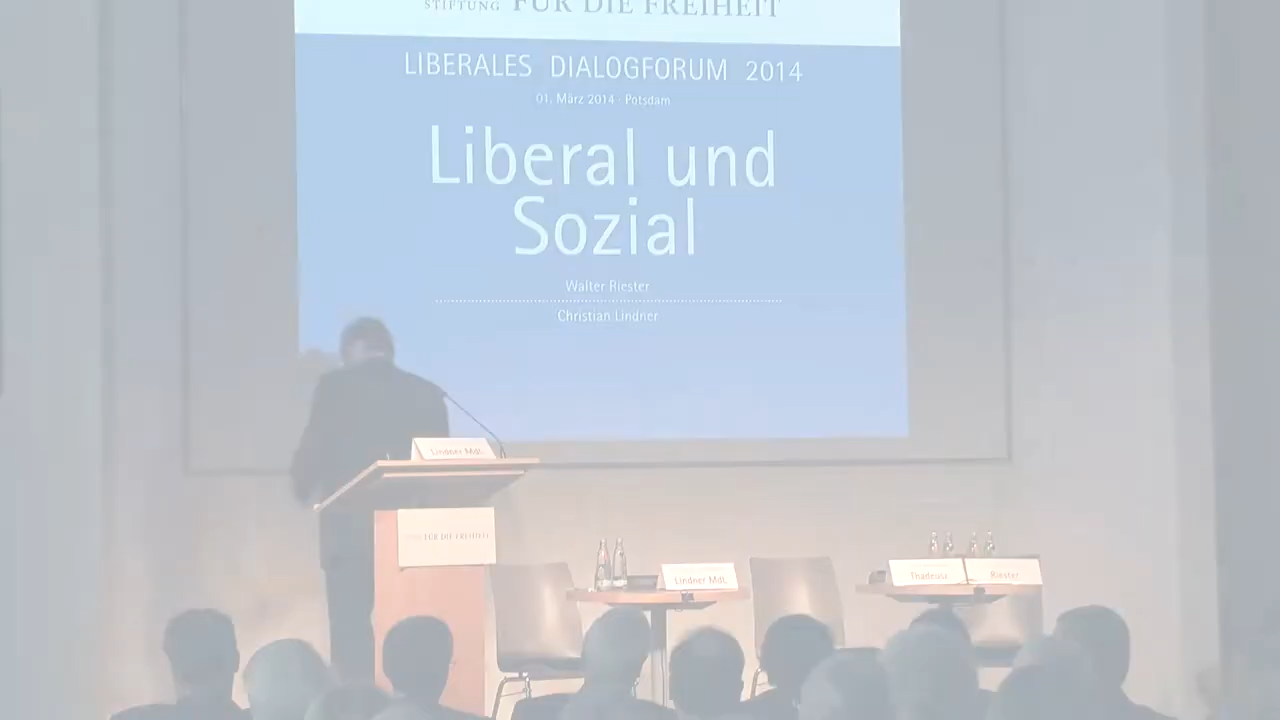 STIFTUNG FÜR DIE FREIHEIT
LIBERALES DIALOGFORUM 2014
01. März 2014 · Potsdam
Liberal und
Sozial
Walter Riester
Christian Lindner
Lindner MdL
FÜR DIE FREIHEIT
Lindner MdL
Thadeusz
Riester